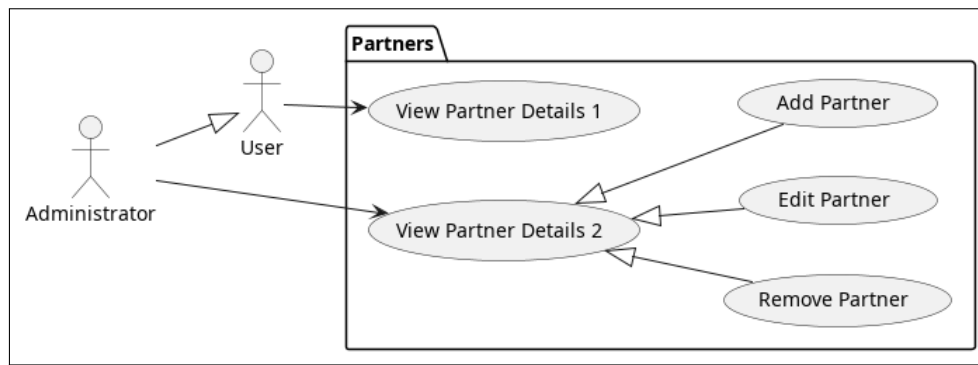 Partners
View Partner Details 1
Add Partner
User
Administrator
Edit Partner
View Partner Details 2
Remove Partner